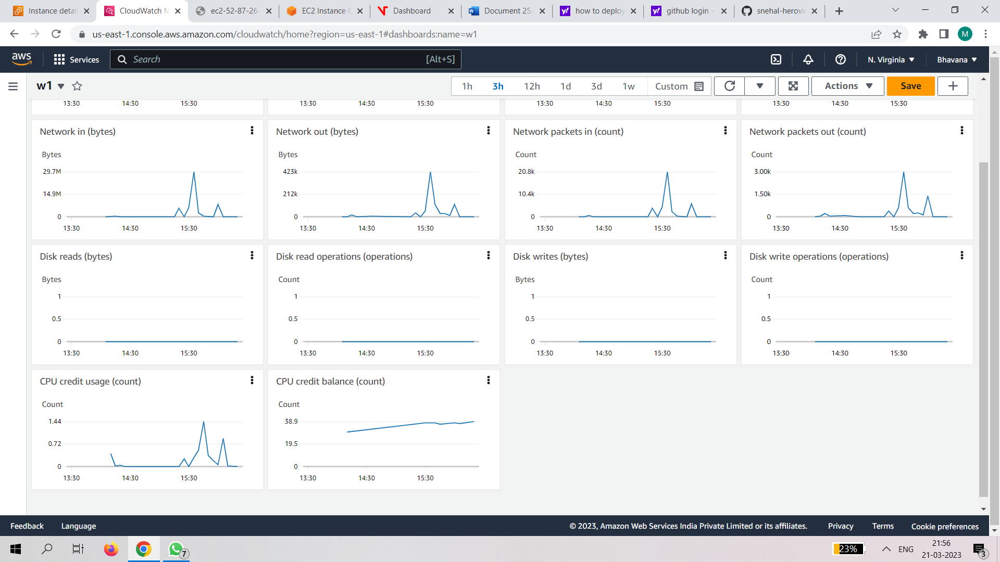 Instance detail
CloudWatch M
ec2-52-87-26-
EC2 Instance C
Dashboard
Document 25.
how to deploy
github login -
snehal-herovir
us-east-1.console.aws.amazon.com/cloudwatch/home?region=us-east-1#dashboards:name=w1
M
aws
Services
Search
[Alt+S]
N. Virginia
Bhavana
w1
1h 3h 12h 1d 3d 1w Custom
Actions
Save
13:30 14:30 15:30
13:30 14:30 15:30
13:30 14:30 15:30
13:30 14:30 15:30
Network in (bytes)
Bytes
29.7M
14.9M
0
13:30 14:30 15:30
Network out (bytes)
Bytes
423k
212k
0
13:30 14:30 15:30
Network packets in (count)
Count
20.8k
10.4k
0
13:30 14:30 15:30
Network packets out (count)
Count
3.00k
1.50k
0
13:30 14:30 15:30
Disk reads (bytes)
Bytes
1
0.5
0
13:30 14:30 15:30
Disk read operations (operations)
Count
1
0.5
0
13:30 14:30 15:30
Disk writes (bytes)
Bytes
1
0.5
0
13:30 14:30 15:30
Disk write operations (operations)
Count
1
0.5
0
13:30 14:30 15:30
CPU credit usage (count)
Count
1.44
0.72
0
13:30 14:30 15:30
CPU credit balance (count)
Count
38.9
19.5
0
13:30 14:30 15:30
Feedback
Language
© 2023, Amazon Web Services India Private Limited or its affiliates.
Privacy
Terms
Cookie preferences
7
23%
ENG
21:56
21-03-2023
3